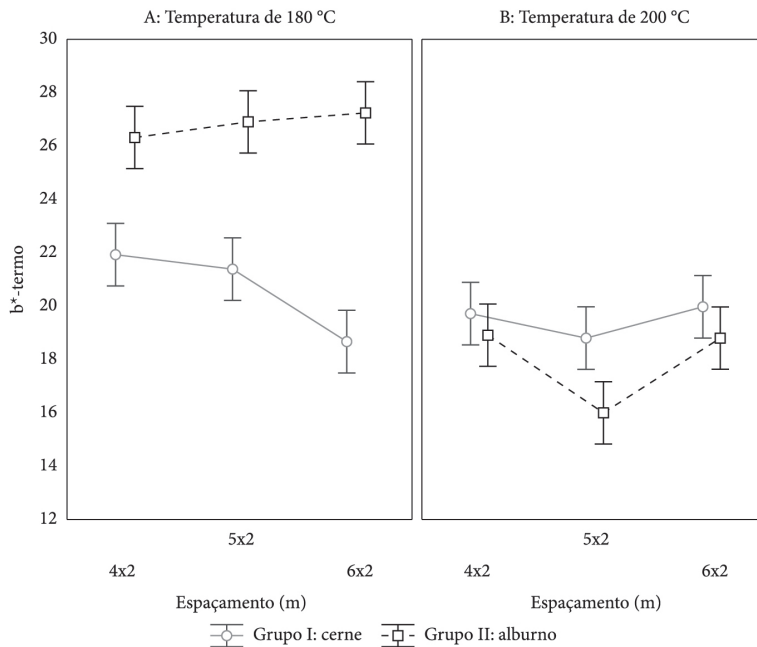 A: Temperatura de 180 °C
B: Temperatura de 200 °C
30
28
26
24
22
20
18
16
14
12
b*-termo
5x2
5x2
4x2
6x2
4x2
6x2
Espaçamento (m)
Espaçamento (m)
Grupo I: cerne
Grupo II: alburno